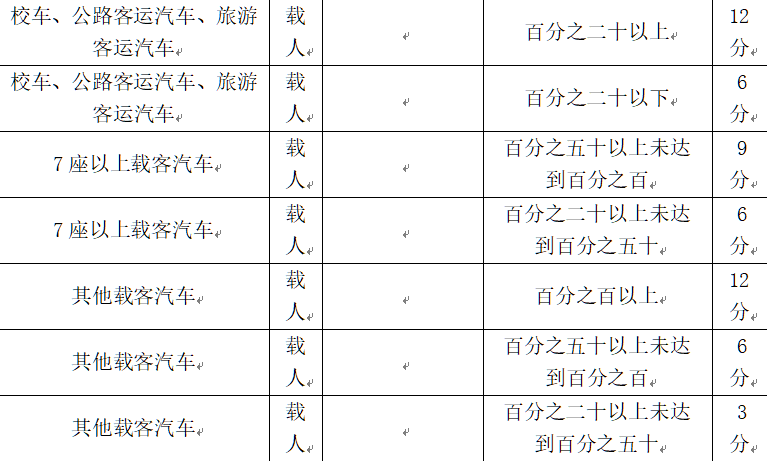 校车、公路客运汽车、旅游
客运汽车
载
人
百分之二十以上
12
分
校车、公路客运汽车、旅游
客运汽车
载
人
百分之二十以下
6
分
7座以上载客汽车
载
人
百分之五十以上未达
到百分之百
9
分
7座以上载客汽车
载
人
百分之二十以上未达
到百分之五十
6
分
其他载客汽车
载
人
百分之百以上
12
分
其他载客汽车
载
人
百分之五十以上未达
到百分之百
6
分
其他载客汽车
载
人
百分之二十以上未达
到百分之五十
3
分